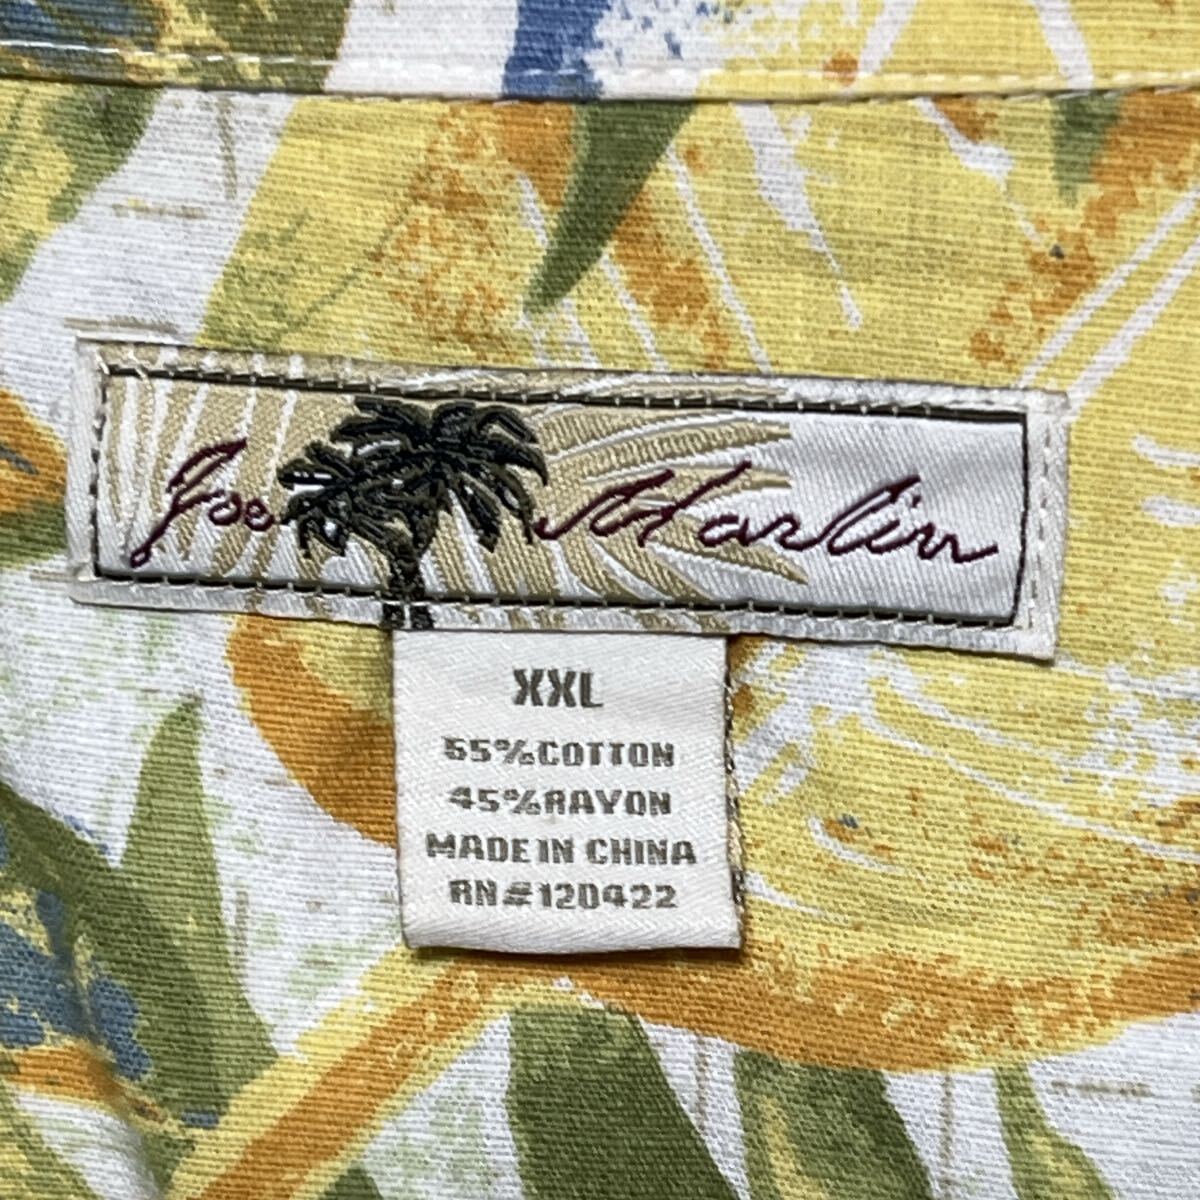 Joe Marlin
XXL
55%COTTON
45%RAYON
MADE IN CHINA
RN#120422